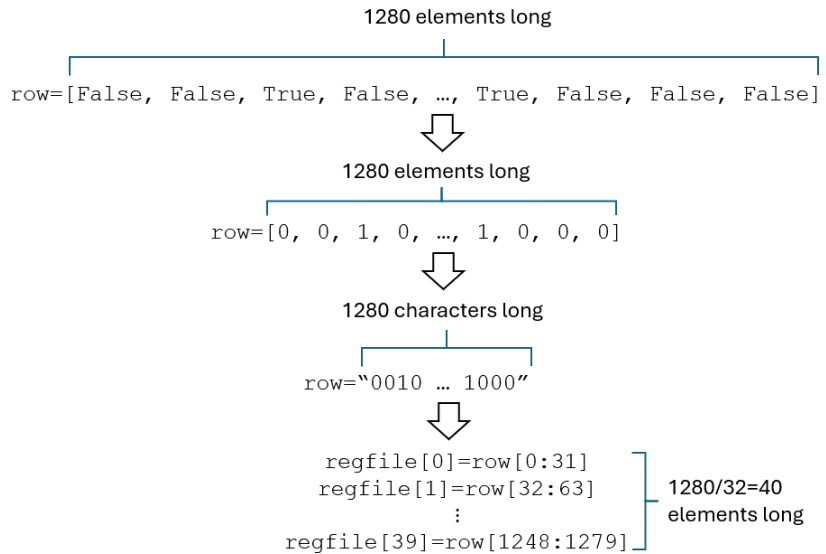 1280 elements long
row=[False, False, True, False, …, True, False, False, False]
1280 elements long
row=[0, 0, 1, 0, …, 1, 0, 0, 0]
1280 characters long
row=“0010 … 1000”
regfile[0]=row[0:31]
regfile[1]=row[32:63]
⋮
regfile[39]=row[1248:1279]
1280/32=40
elements long